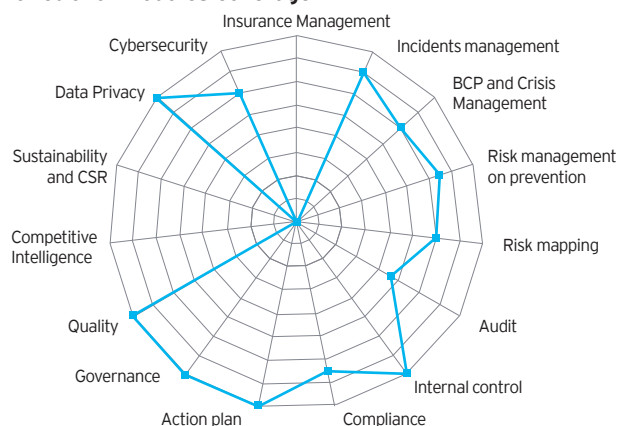 Insurance Management
Cybersecurity
Incidents management
Data Privacy
BCP and Crisis
Management
Sustainability
and CSR
Risk management
on prevention
Competitive
Intelligence
Risk mapping
Quality
Audit
Governance
Internal control
Action plan
Compliance